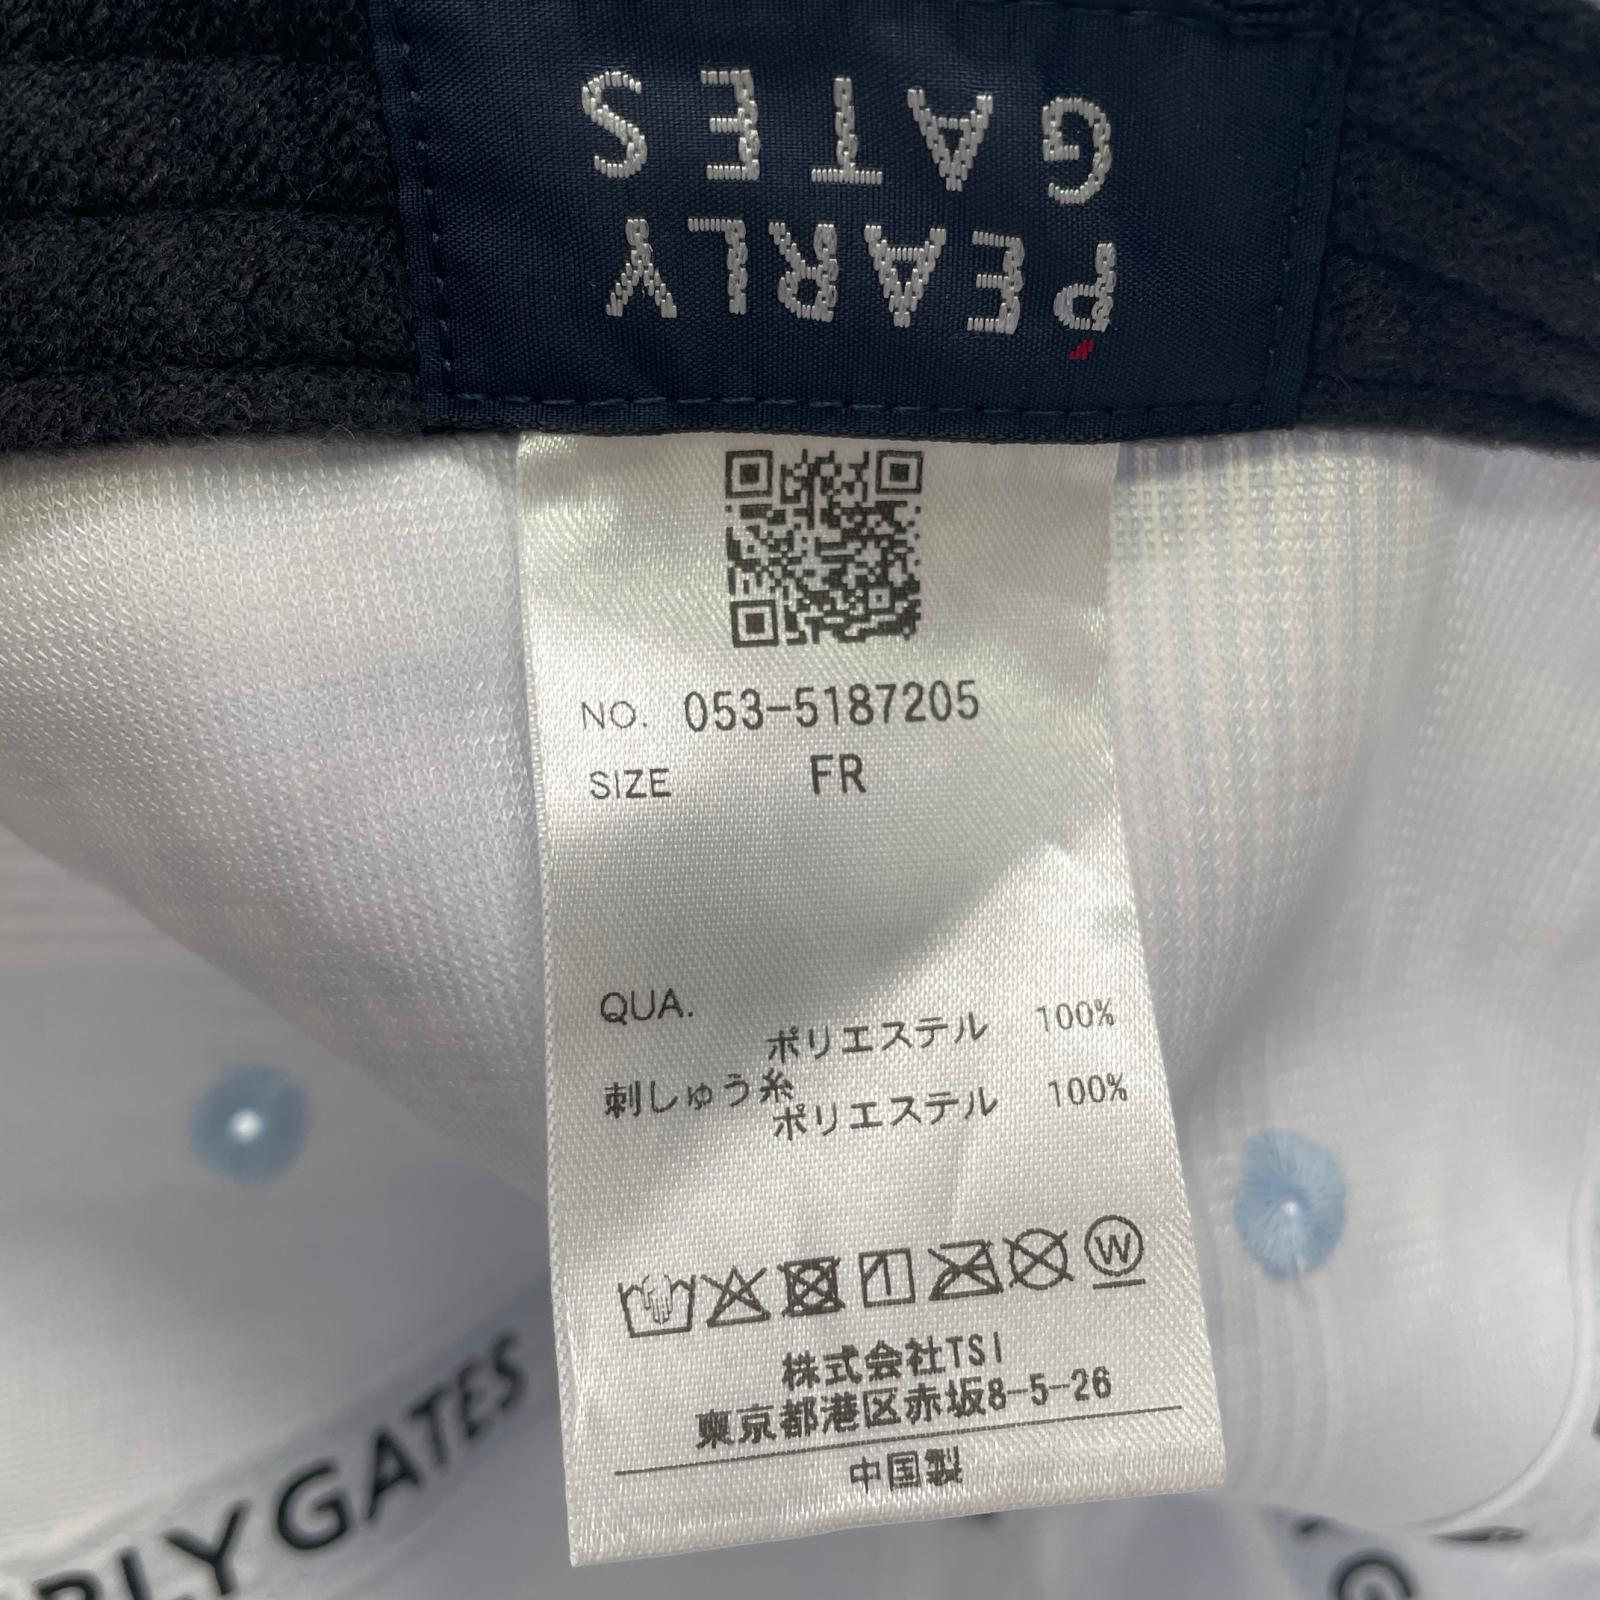 PEARLY
GATES
NO. 053-5187205
SIZE FR
QUA.
ポリエステル 100%
刺しゅう糸
ポリエステル 100%
W
株式会社TSI
東京都港区赤坂8-5-26
中国製
RLY GATES